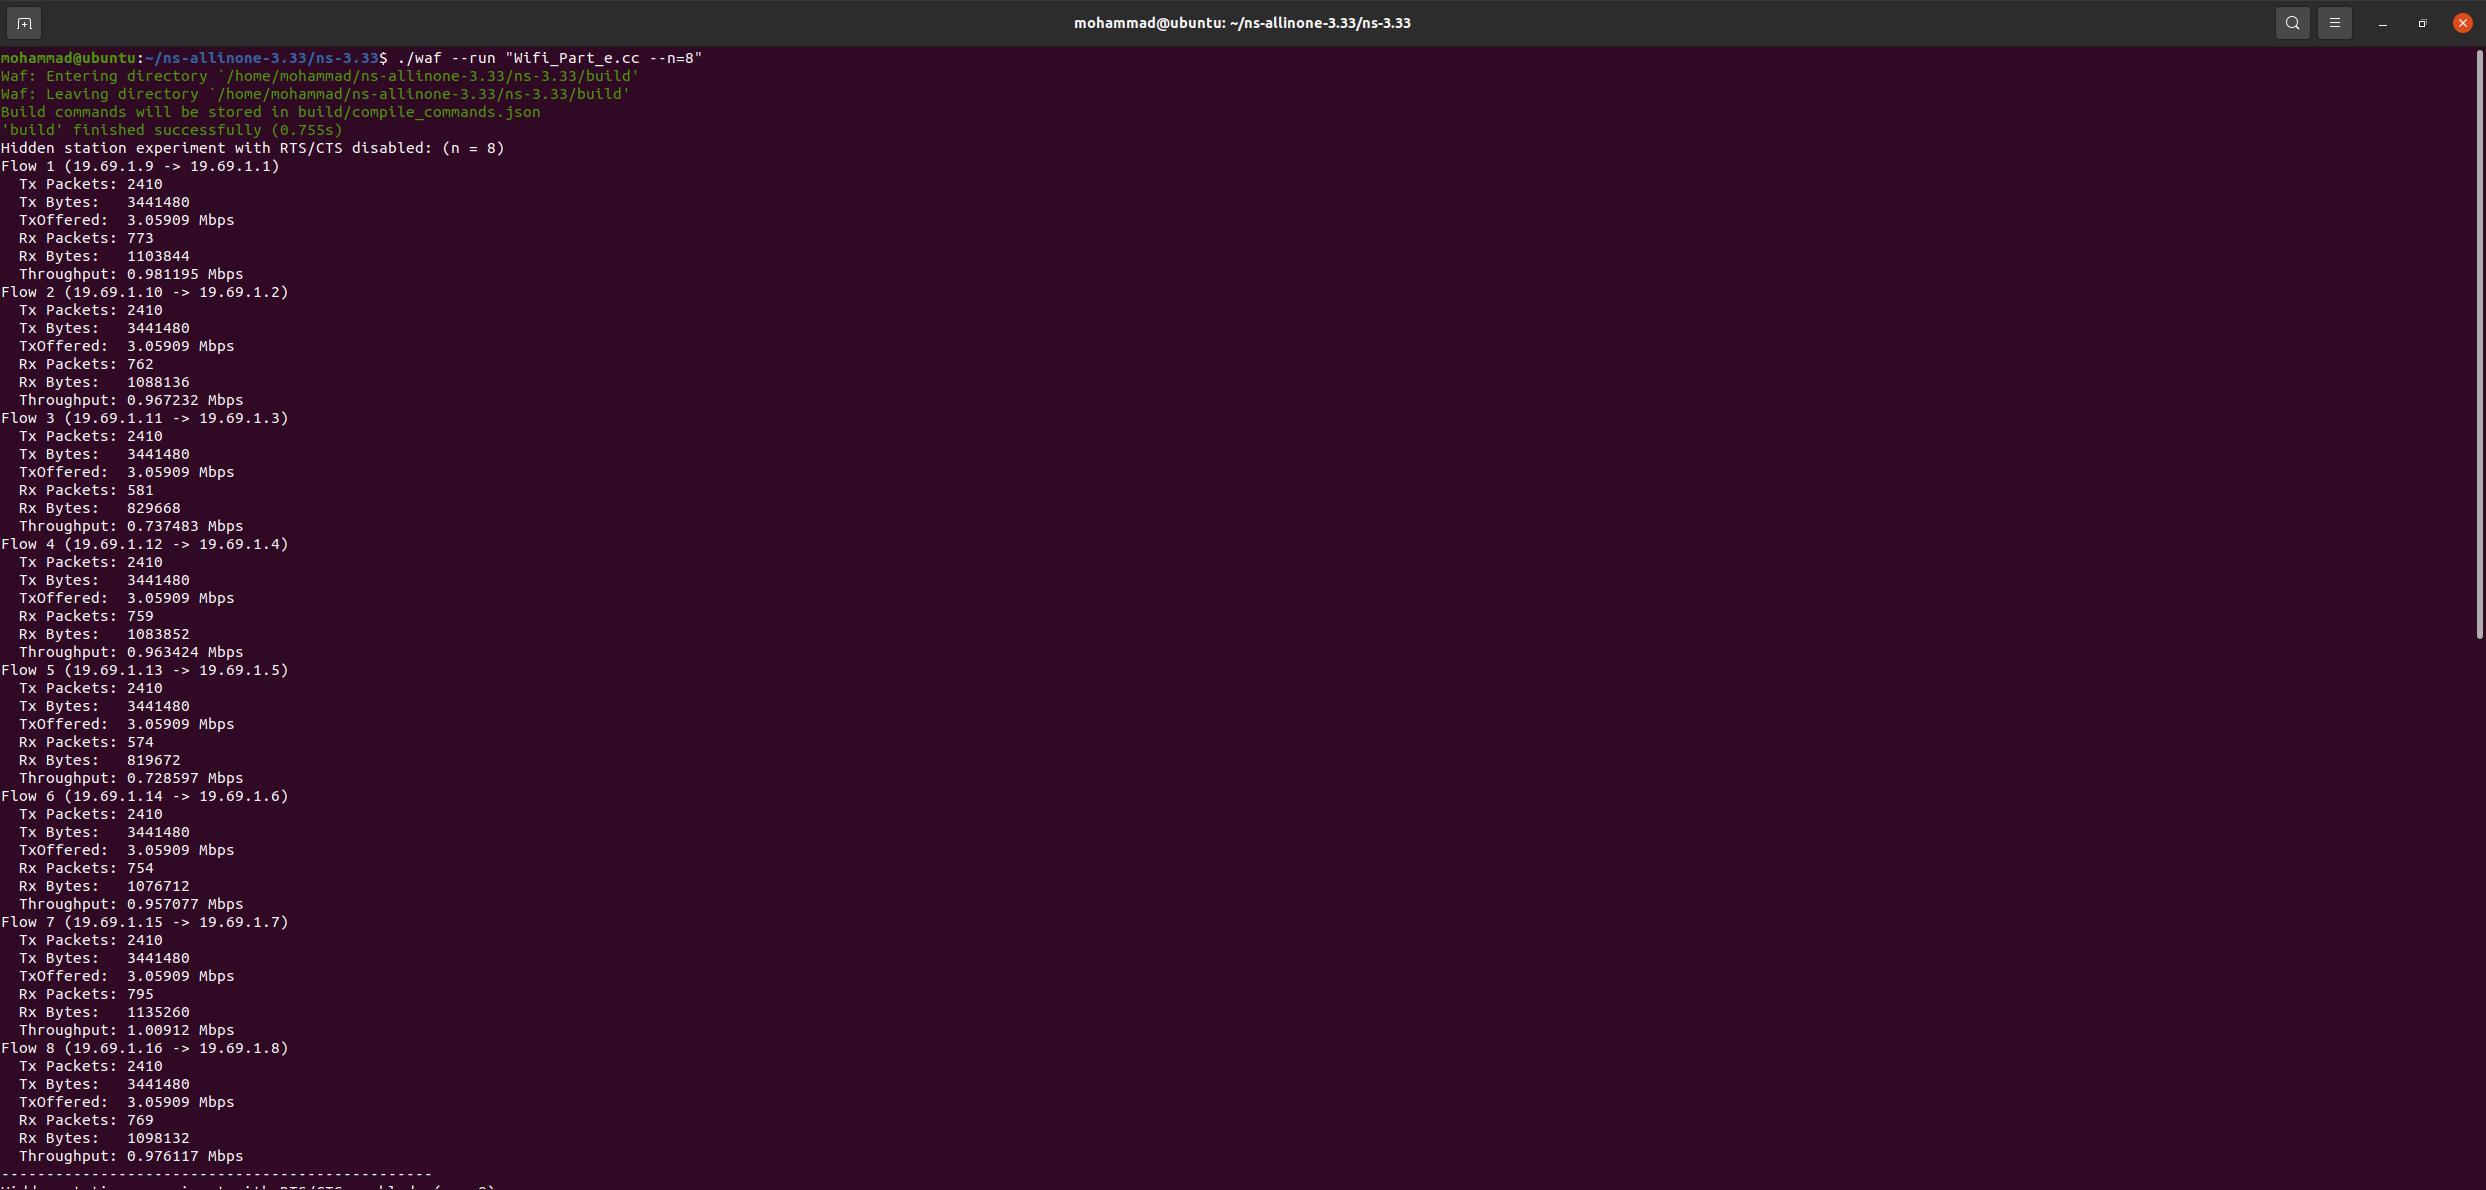 mohammad@ubuntu: ~/ns-allinone-3.33/ns-3.33
mohammad@ubuntu:~/ns-allinone-3.33/ns-3.33$ ./waf --run "Wifi_Part_e.cc --n=8"
Waf: Entering directory `/home/mohammad/ns-allinone-3.33/ns-3.33/build'
Waf: Leaving directory `/home/mohammad/ns-allinone-3.33/ns-3.33/build'
Build commands will be stored in build/compile_commands.json
'build' finished successfully (0.755s)
Hidden station experiment with RTS/CTS disabled: (n = 8)
Flow 1 (19.69.1.9 -> 19.69.1.1)
  Tx Packets: 2410
  Tx Bytes:   3441480
  TxOffered:  3.05909 Mbps
  Rx Packets: 773
  Rx Bytes:   1103844
  Throughput: 0.981195 Mbps
Flow 2 (19.69.1.10 -> 19.69.1.2)
  Tx Packets: 2410
  Tx Bytes:   3441480
  TxOffered:  3.05909 Mbps
  Rx Packets: 762
  Rx Bytes:   1088136
  Throughput: 0.967232 Mbps
Flow 3 (19.69.1.11 -> 19.69.1.3)
  Tx Packets: 2410
  Tx Bytes:   3441480
  TxOffered:  3.05909 Mbps
  Rx Packets: 581
  Rx Bytes:   829668
  Throughput: 0.737483 Mbps
Flow 4 (19.69.1.12 -> 19.69.1.4)
  Tx Packets: 2410
  Tx Bytes:   3441480
  TxOffered:  3.05909 Mbps
  Rx Packets: 759
  Rx Bytes:   1083852
  Throughput: 0.963424 Mbps
Flow 5 (19.69.1.13 -> 19.69.1.5)
  Tx Packets: 2410
  Tx Bytes:   3441480
  TxOffered:  3.05909 Mbps
  Rx Packets: 574
  Rx Bytes:   819672
  Throughput: 0.728597 Mbps
Flow 6 (19.69.1.14 -> 19.69.1.6)
  Tx Packets: 2410
  Tx Bytes:   3441480
  TxOffered:  3.05909 Mbps
  Rx Packets: 754
  Rx Bytes:   1076712
  Throughput: 0.957077 Mbps
Flow 7 (19.69.1.15 -> 19.69.1.7)
  Tx Packets: 2410
  Tx Bytes:   3441480
  TxOffered:  3.05909 Mbps
  Rx Packets: 795
  Rx Bytes:   1135260
  Throughput: 1.00912 Mbps
Flow 8 (19.69.1.16 -> 19.69.1.8)
  Tx Packets: 2410
  Tx Bytes:   3441480
  TxOffered:  3.05909 Mbps
  Rx Packets: 769
  Rx Bytes:   1098132
  Throughput: 0.976117 Mbps
------------------------------------------------